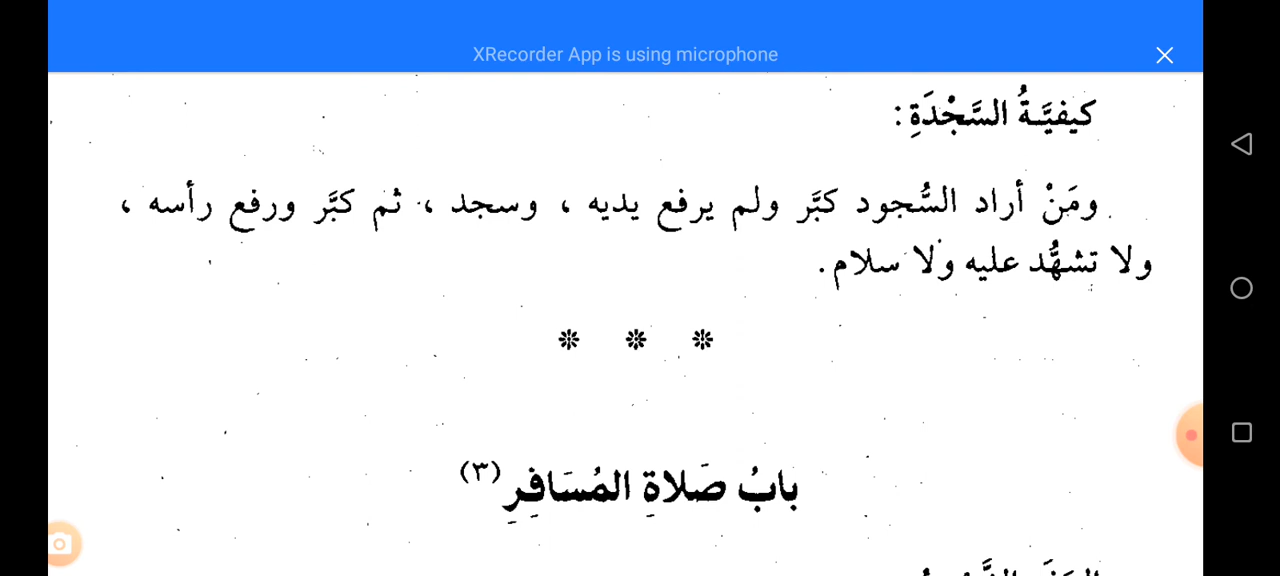 XRecorder App is using microphone
كيفيَّةُ السَّجْدَةِ :
ومَنْ أراد السُّجود كبَّر ولم يرفع يديه ، وسجد ، ثم كبَّر ورفع رأسه ،
ولا تشهُّد عليه ولا سلام .
* * *
بابُ صَلاةِ المُسَافِرِ (٣)